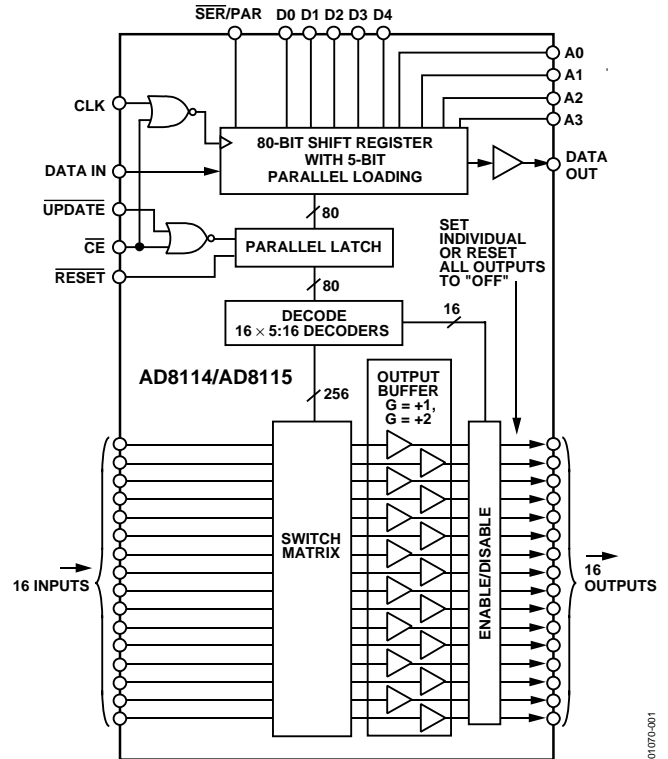 SER/PAR D0 D1 D2 D3 D4
A0
A1
A2
A3
CLK
80-BIT SHIFT REGISTER
WITH 5-BIT
PARALLEL LOADING
DATA IN
DATA
OUT
UPDATE
CE
RESET
80
PARALLEL LATCH
80
SET
INDIVIDUAL
OR RESET
ALL OUTPUTS
TO "OFF"
DECODE
16 × 5:16 DECODERS
16
AD8114/AD8115
256
OUTPUT
BUFFER
G = +1,
G = +2
SWITCH
MATRIX
ENABLE/DISABLE
16 INPUTS
16
OUTPUTS
01070-001